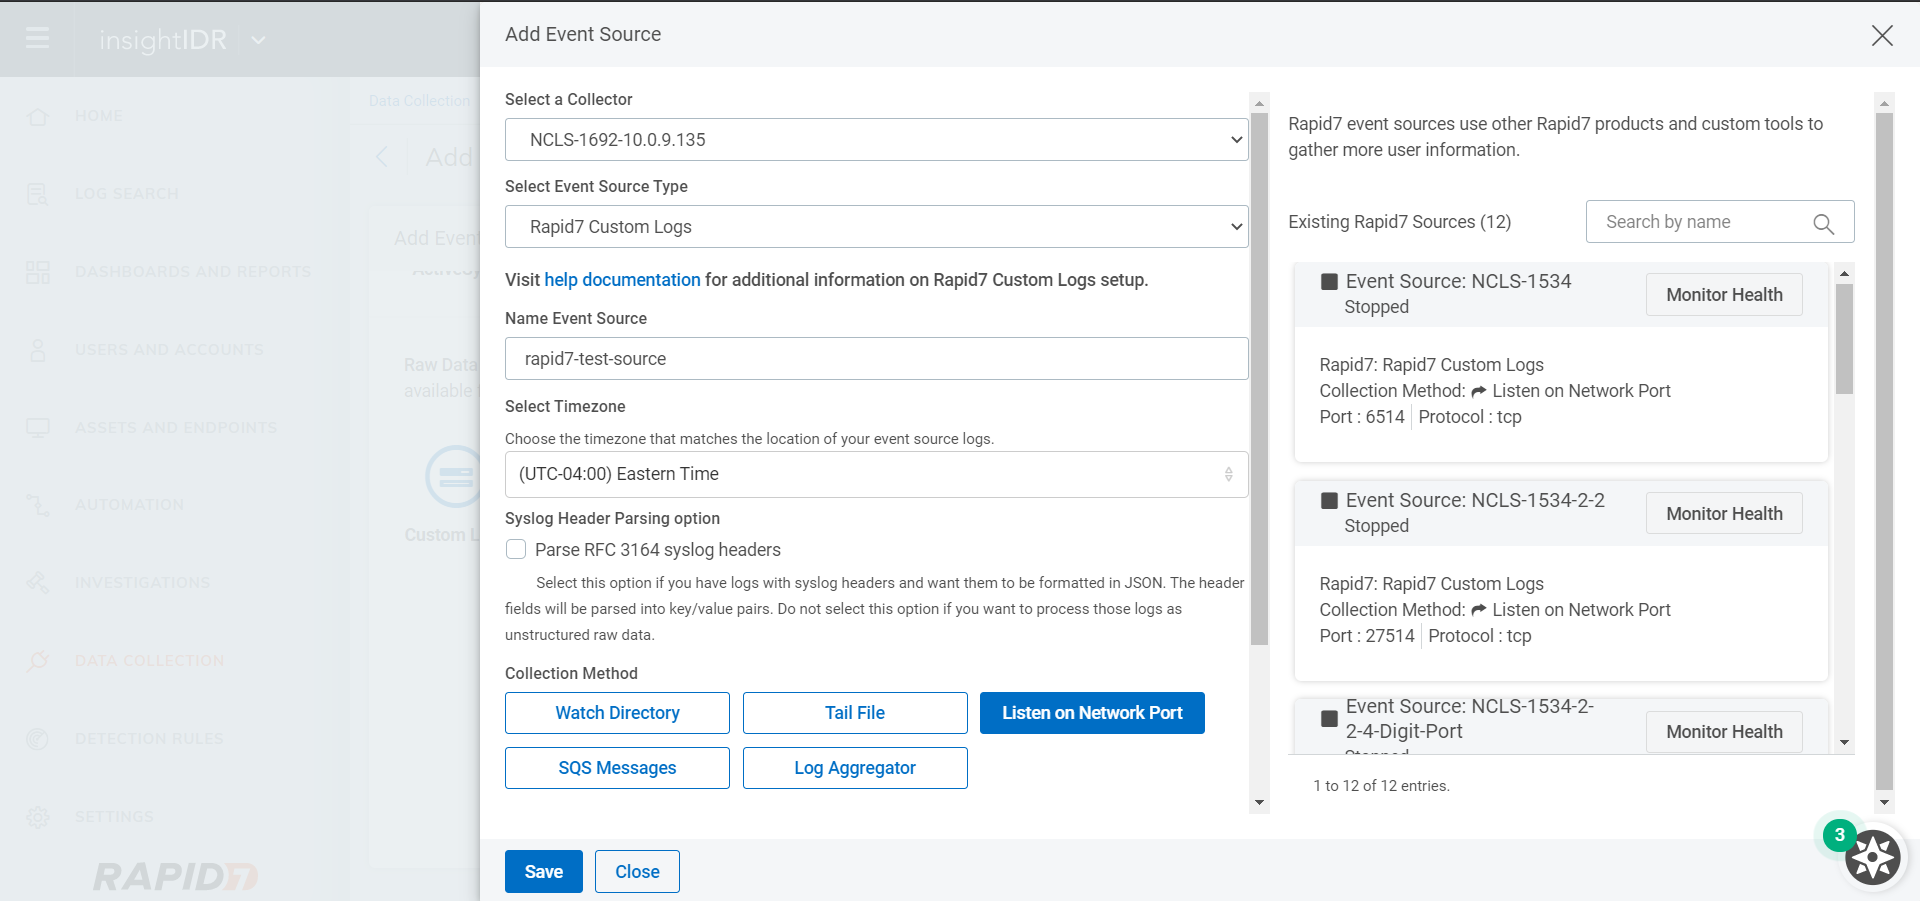 insightIDR
HOME
LOG SEARCH
DASHBOARDS AND REPORTS
USERS AND ACCOUNTS
ASSETS AND ENDPOINTS
AUTOMATION
INVESTIGATIONS
DATA COLLECTION
DETECTION RULES
SETTINGS
RAPID7
Data Collection
Add
Add Even
Raw Data
available
Custom L
Add Event Source
Select a Collector
NCLS-1692-10.0.9.135
Select Event Source Type
Rapid7 Custom Logs
Visit help documentation for additional information on Rapid7 Custom Logs setup.
Name Event Source
rapid7-test-source
Select Timezone
Choose the timezone that matches the location of your event source logs.
(UTC-04:00) Eastern Time
Syslog Header Parsing option
Parse RFC 3164 syslog headers
Select this option if you have logs with syslog headers and want them to be formatted in JSON. The header
fields will be parsed into key/value pairs. Do not select this option if you want to process those logs as
unstructured raw data.
Collection Method
Watch Directory
Tail File
Listen on Network Port
SQS Messages
Log Aggregator
Save
Close
Rapid7 event sources use other Rapid7 products and custom tools to
gather more user information.
Existing Rapid7 Sources (12)
Search by name
Event Source: NCLS-1534
Stopped
Monitor Health
Rapid7: Rapid7 Custom Logs
Collection Method: Listen on Network Port
Port : 6514 Protocol : tcp
Event Source: NCLS-1534-2-2
Stopped
Monitor Health
Rapid7: Rapid7 Custom Logs
Collection Method: Listen on Network Port
Port : 27514 Protocol : tcp
Event Source: NCLS-1534-2-
2-4-Digit-Port
Stopped
Monitor Health
1 to 12 of 12 entries.
3